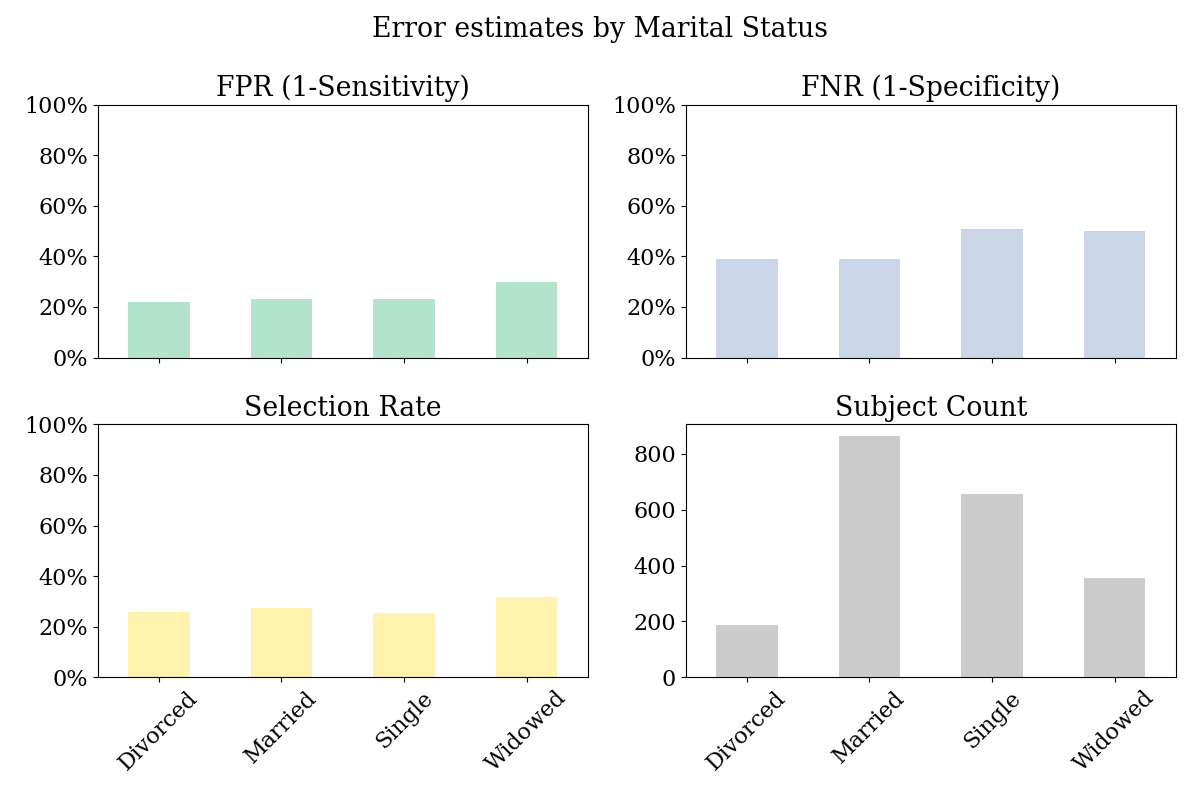 Error estimates by Marital Status
FPR (1-Sensitivity)
100%
80%
60%
40%
20%
0%
FNR (1-Specificity)
100%
80%
60%
40%
20%
0%
Selection Rate
100%
80%
60%
40%
20%
0%
Divorced
Married
Single
Widowed
Subject Count
800
600
400
200
0
Divorced
Married
Single
Widowed